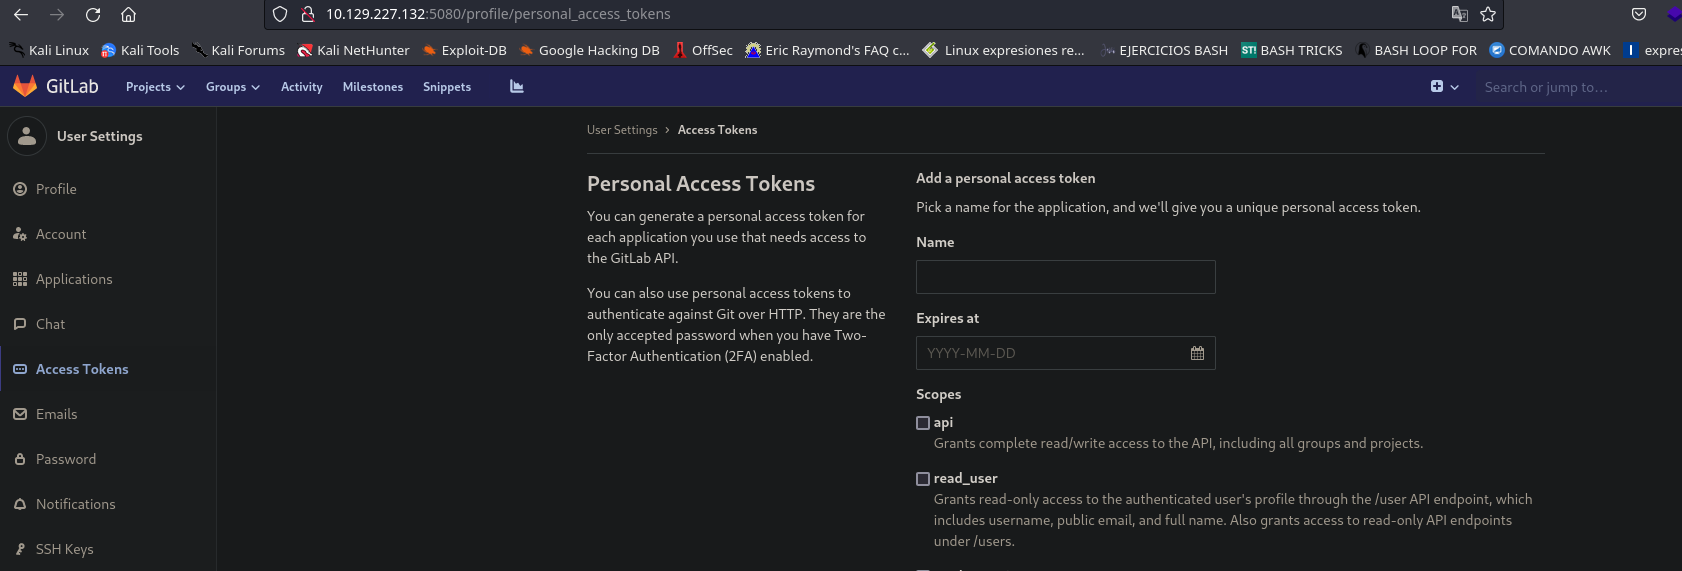 10.129.227.132:5080/profile/personal_access_tokens
Kali Linux Kali Tools Kali Forums Kali NetHunter Exploit-DB Google Hacking DB OffSec Eric Raymond's FAQ c... Linux expresiones re... EJERCICIOS BASH ST! BASH TRICKS BASH LOOP FOR COMANDO AWK I expres
GitLab Projects Groups Activity Milestones Snippets Search or jump to...
User Settings
Profile
Account
Applications
Chat
Access Tokens
Emails
Password
Notifications
SSH Keys
User Settings > Access Tokens
Personal Access Tokens
You can generate a personal access token for
each application you use that needs access to
the GitLab API.
You can also use personal access tokens to
authenticate against Git over HTTP. They are the
only accepted password when you have Two-
Factor Authentication (2FA) enabled.
Add a personal access token
Pick a name for the application, and we'll give you a unique personal access token.
Name
Expires at
YYYY-MM-DD
Scopes
api
Grants complete read/write access to the API, including all groups and projects.
read_user
Grants read-only access to the authenticated user's profile through the /user API endpoint, which
includes username, public email, and full name. Also grants access to read-only API endpoints
under /users.